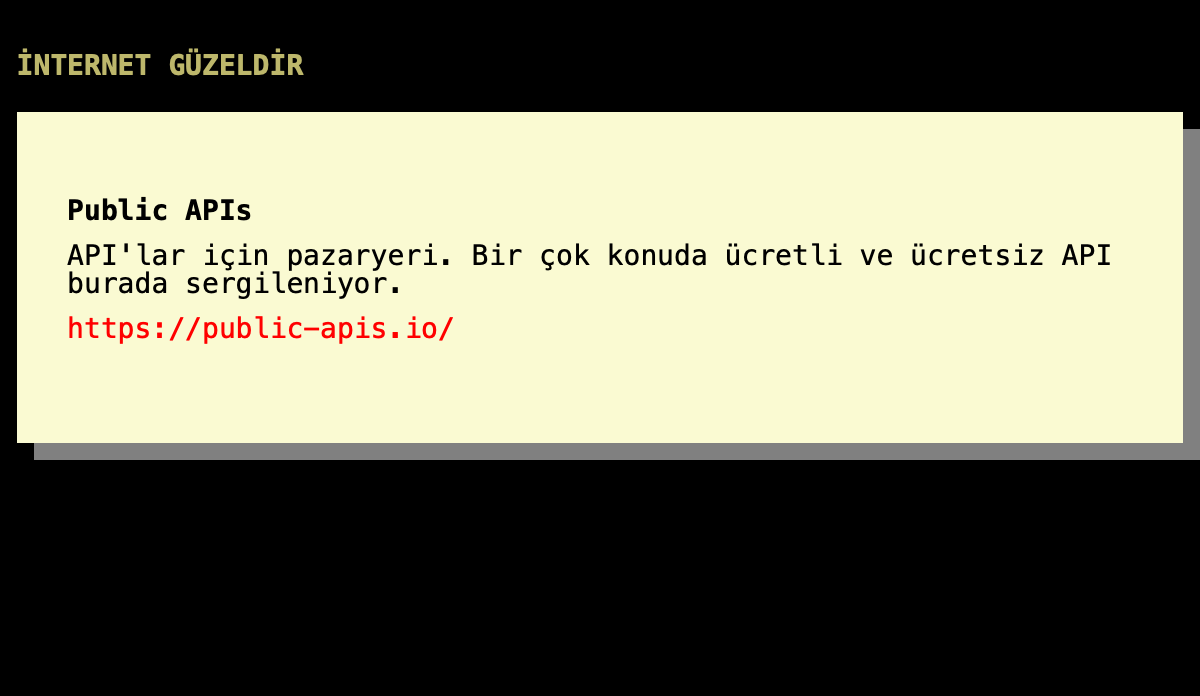 İNTERNET GÜZELDİR
Public APIs
API'lar için pazaryeri. Bir çok konuda ücretli ve ücretsiz API
burada sergileniyor.
https://public-apis.io/